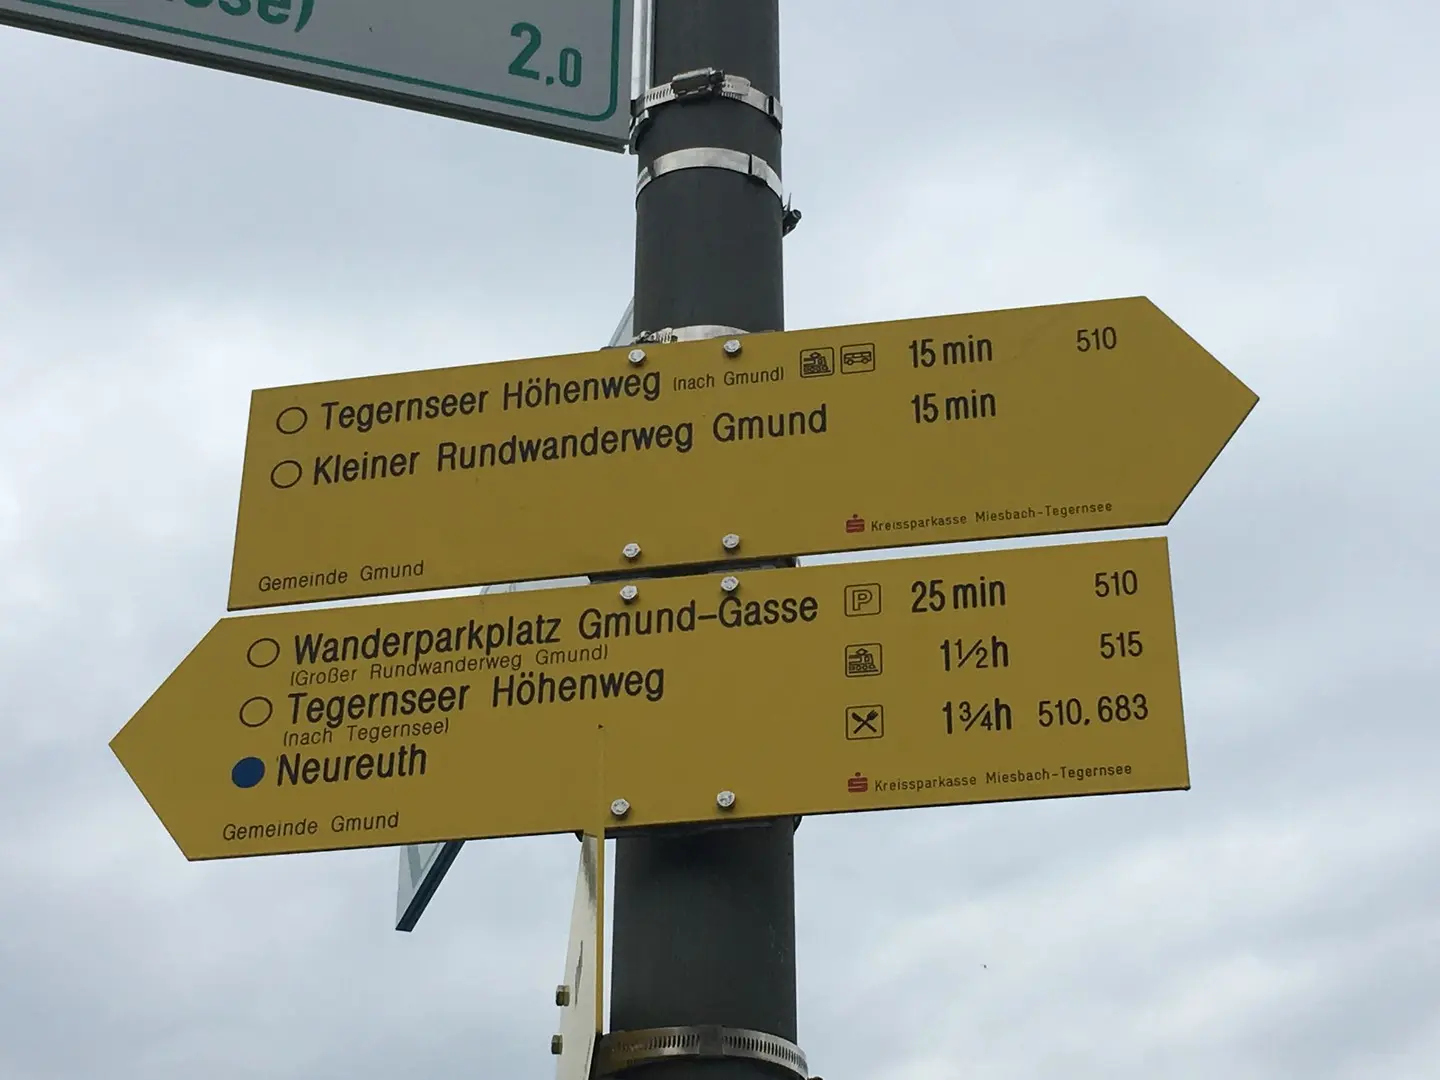 2,0
Tegernseer Höhenweg (nach Gmund) 15 min 510
Kleiner Rundwanderweg Gmund 15 min
Kreissparkasse Miesbach-Tegernsee
Gemeinde Gmund
Wanderparkplatz Gmund-Gasse P 25 min 510
(Großer Rundwanderweg Gmund)
Tegernseer Höhenweg 1½h 515
(nach Tegernsee)
Neureuth 1¾h 510, 683
Kreissparkasse Miesbach-Tegernsee
Gemeinde Gmund